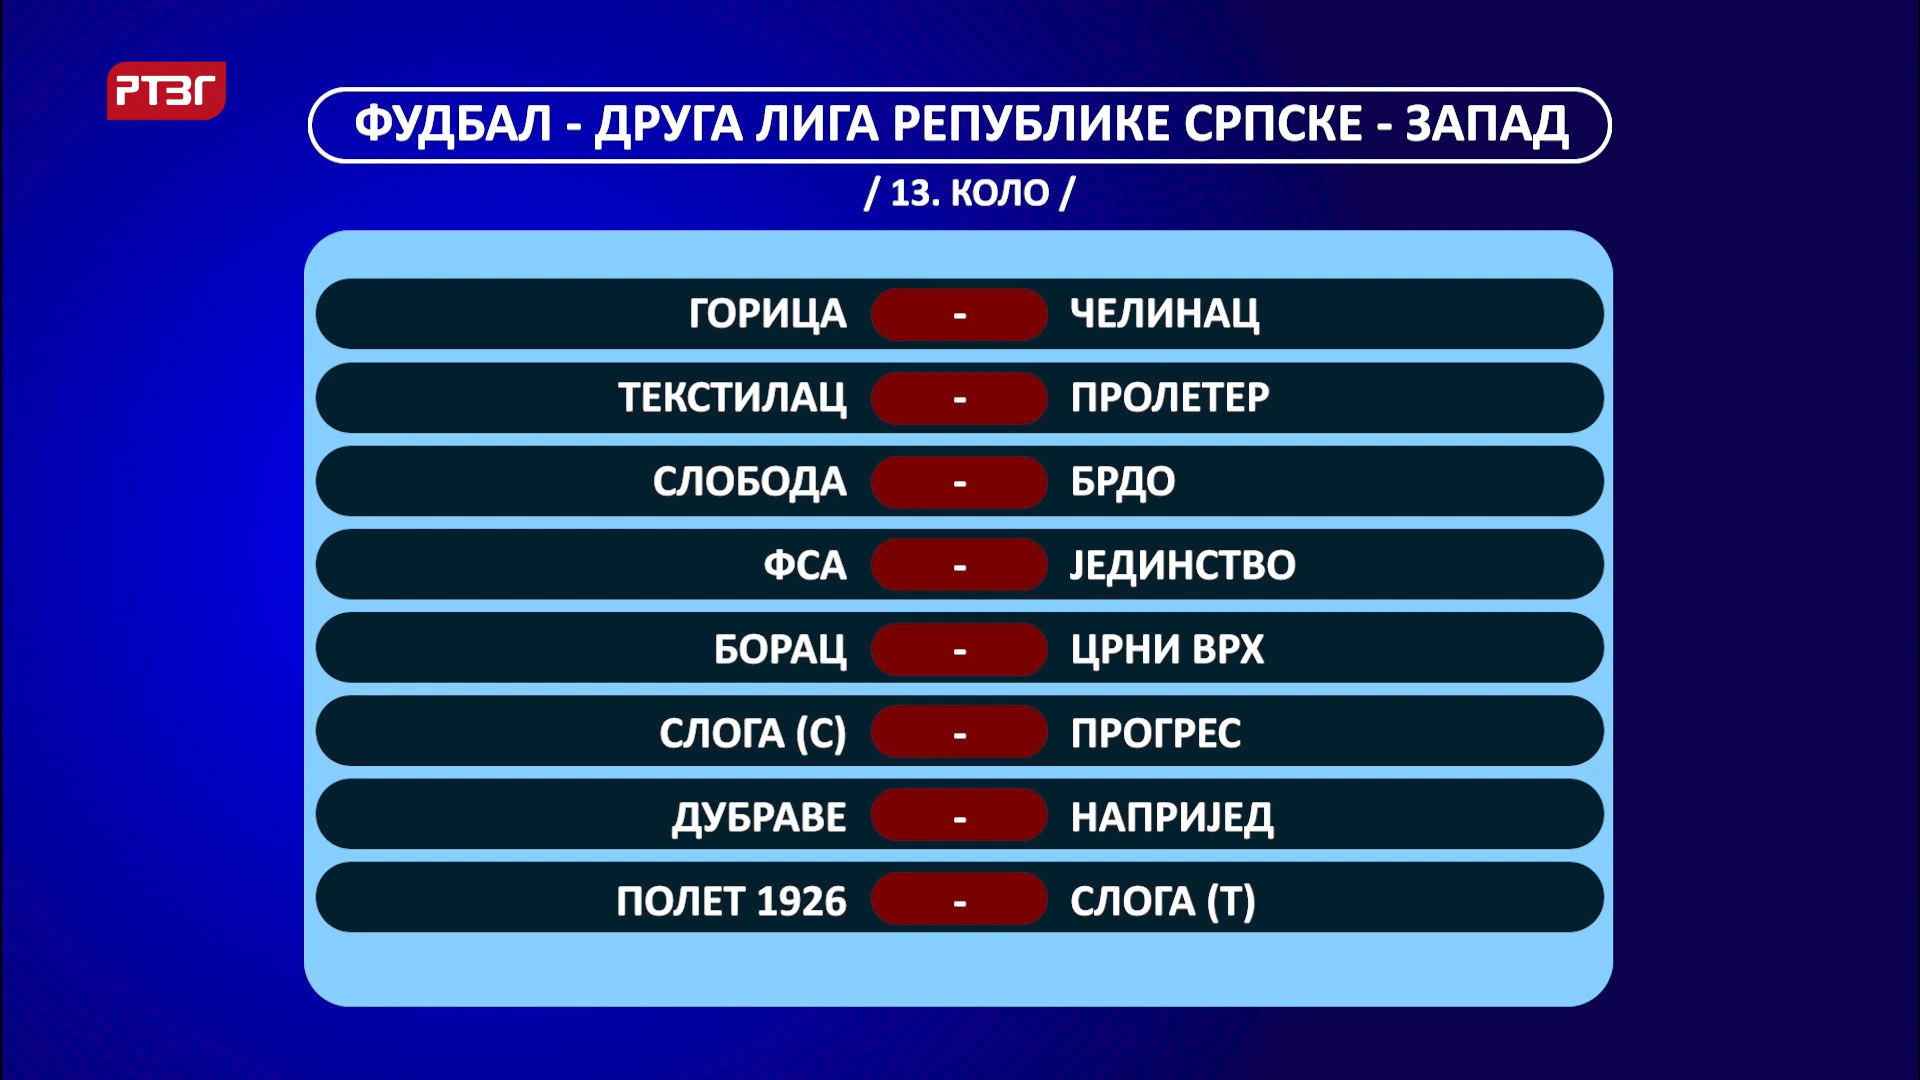 РТЗГ
ФУДБАЛ - ДРУГА ЛИГА РЕПУБЛИКЕ СРПСКЕ - ЗАПАД
/ 13. КОЛО /
ГОРИЦА - ЧЕЛИНАЦ
ТЕКСТИЛАЦ - ПРОЛЕТЕР
СЛОБОДА - БРДО
ФСА - ЈЕДИНСТВО
БОРАЦ - ЦРНИ ВРХ
СЛОГА (С) - ПРОГРЕС
ДУБРАВЕ - НАПРИЈЕД
ПОЛЕТ 1926 - СЛОГА (Т)